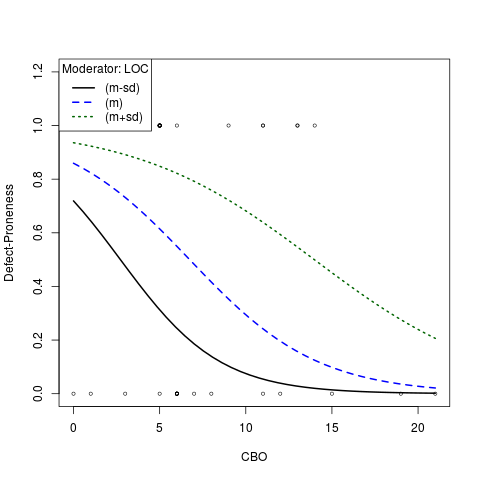 Moderator: LOC
(m-sd)
(m)
(m+sd)
1.2
1.0
0.8
0.6
0.4
0.2
0.0
Defect-Proneness
0 5 10 15 20
CBO